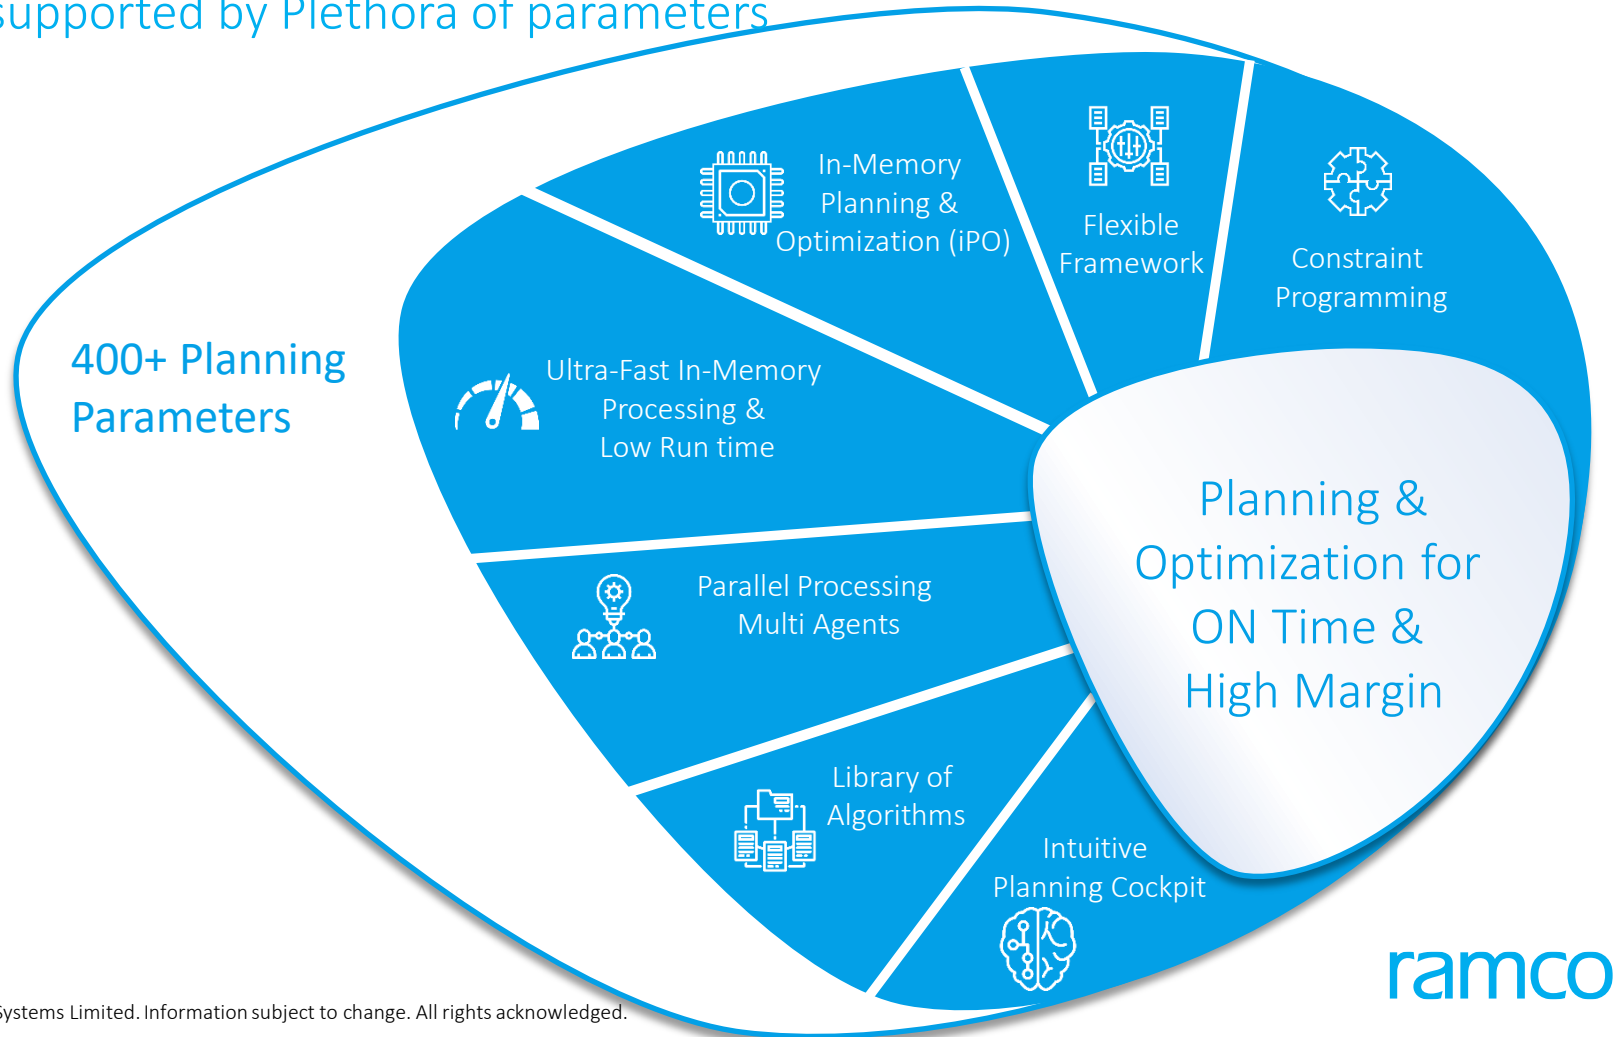 supported by Plethora of parameters
In-Memory
Planning &
Optimization (iPO)
Flexible
Framework
Constraint
Programming
400+ Planning
Parameters
Ultra-Fast In-Memory
Processing &
Low Run time
Planning &
Optimization for
ON Time &
High Margin
Parallel Processing
Multi Agents
Library of
Algorithms
Intuitive
Planning Cockpit
ramco
Systems Limited. Information subject to change. All rights acknowledged.